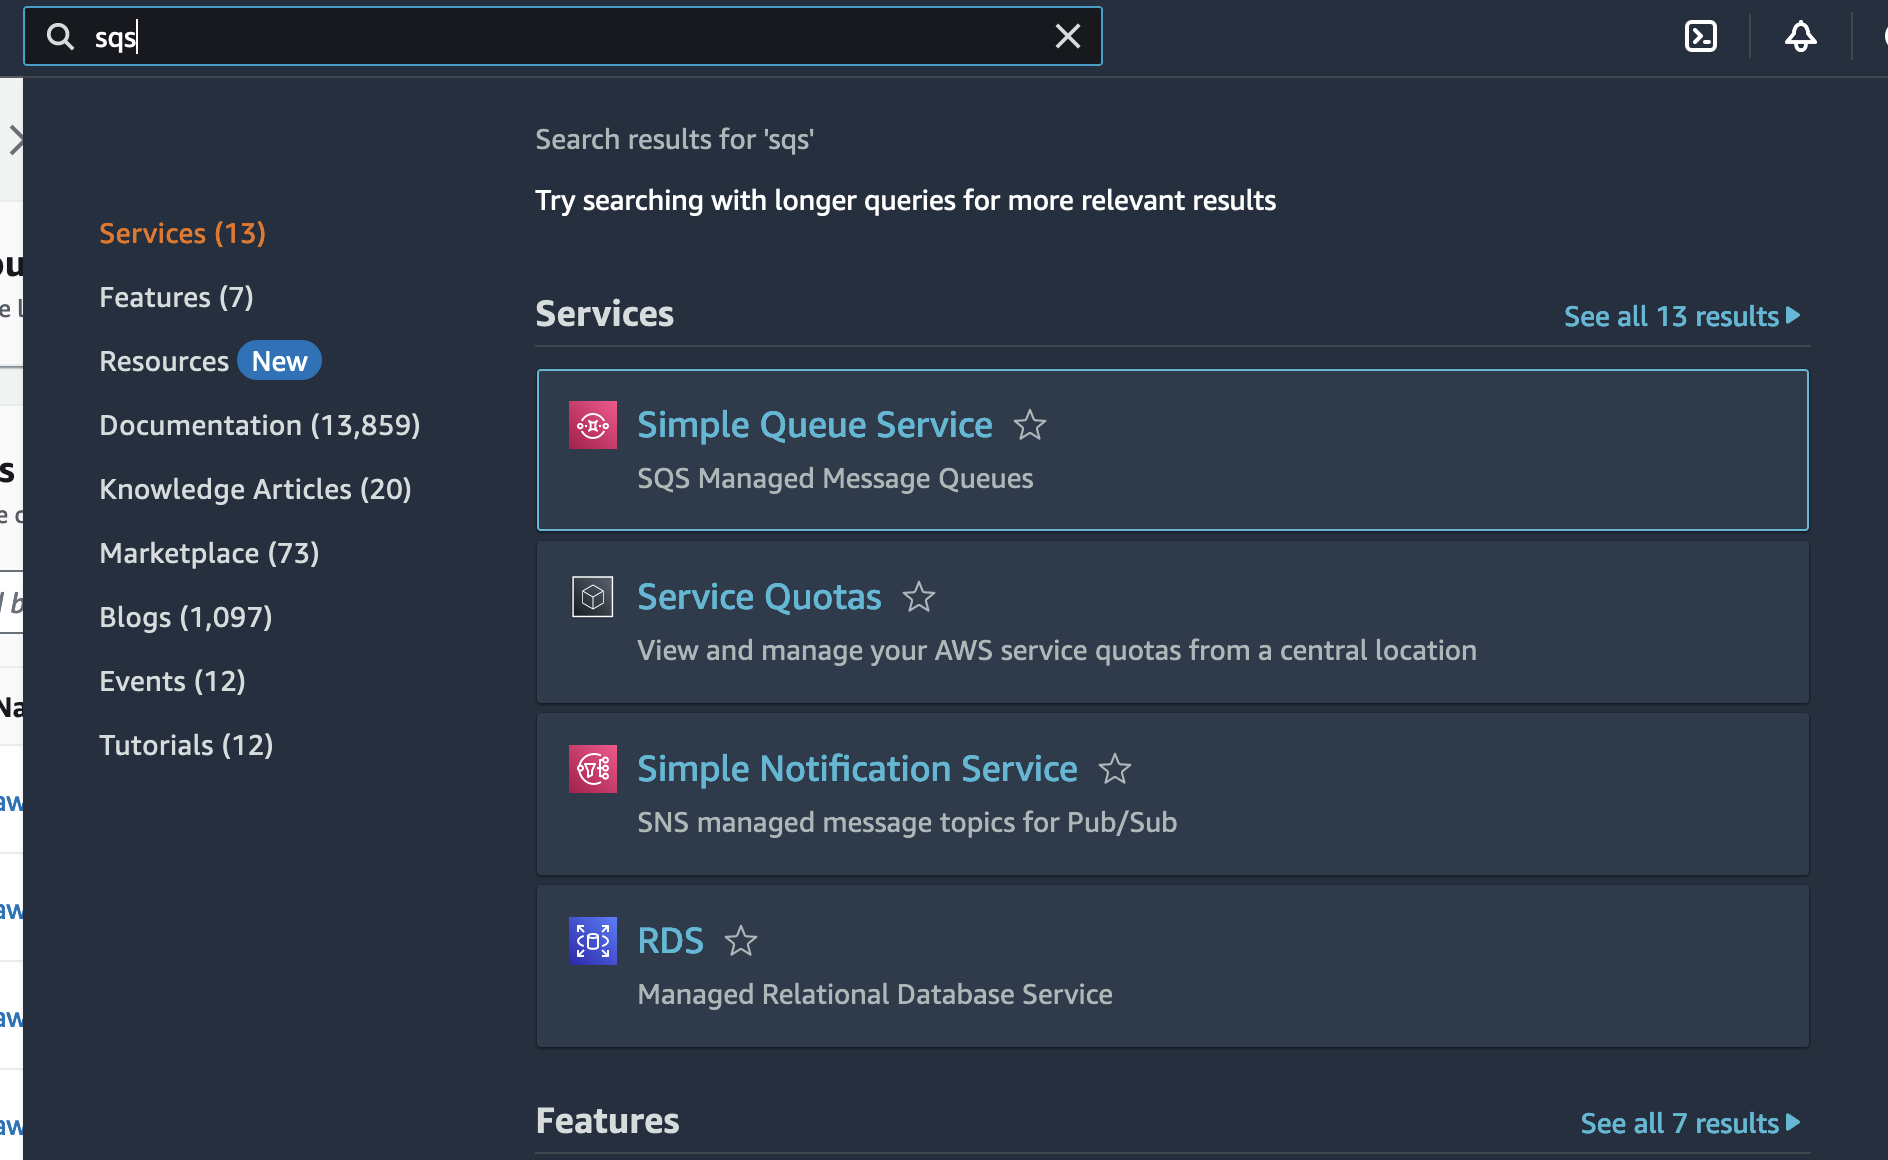 sqs
Search results for 'sqs'
Try searching with longer queries for more relevant results
Services (13)
Features (7)
Resources New
Documentation (13,859)
Knowledge Articles (20)
Marketplace (73)
Blogs (1,097)
Events (12)
Tutorials (12)
Services
See all 13 results
Simple Queue Service
SQS Managed Message Queues
Service Quotas
View and manage your AWS service quotas from a central location
Simple Notification Service
SNS managed message topics for Pub/Sub
RDS
Managed Relational Database Service
Features
See all 7 results